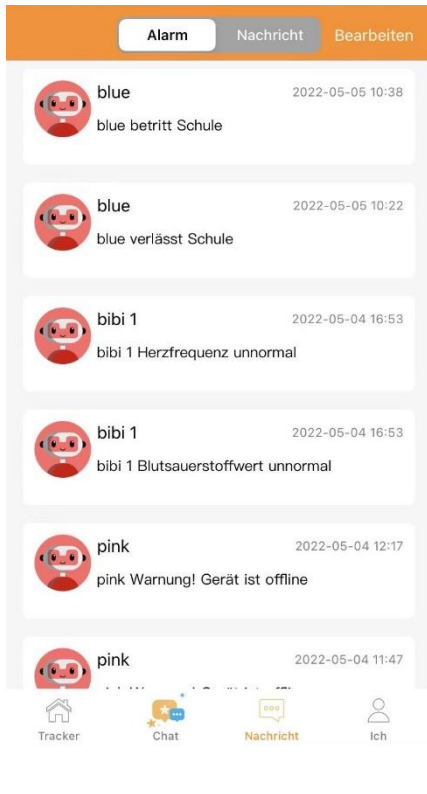 Alarm Nachricht Bearbeiten
blue 2022-05-05 10:38
blue betritt Schule
blue 2022-05-05 10:22
blue verlässt Schule
bibi 1 2022-05-04 16:53
bibi 1 Herzfrequenz unnormal
bibi 1 2022-05-04 16:53
bibi 1 Blutsauerstoffwert unnormal
pink 2022-05-04 12:17
pink Warnung! Gerät ist offline
pink 2022-05-04 11:47
Tracker Chat Nachricht Ich